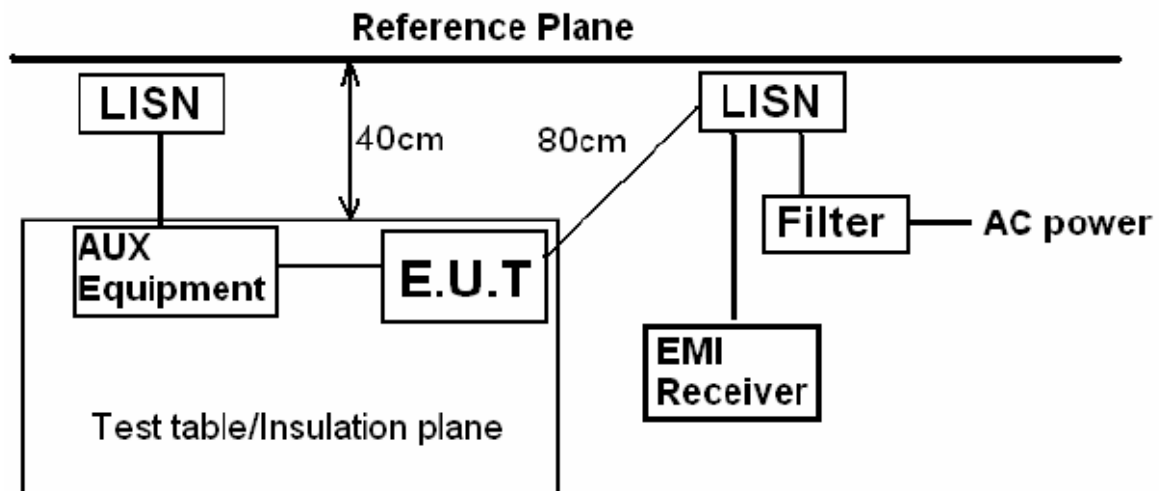 Reference Plane
LISN
40cm
80cm
LISN
Filter
AC power
AUX
Equipment
E.U.T
EMI
Receiver
Test table/Insulation plane